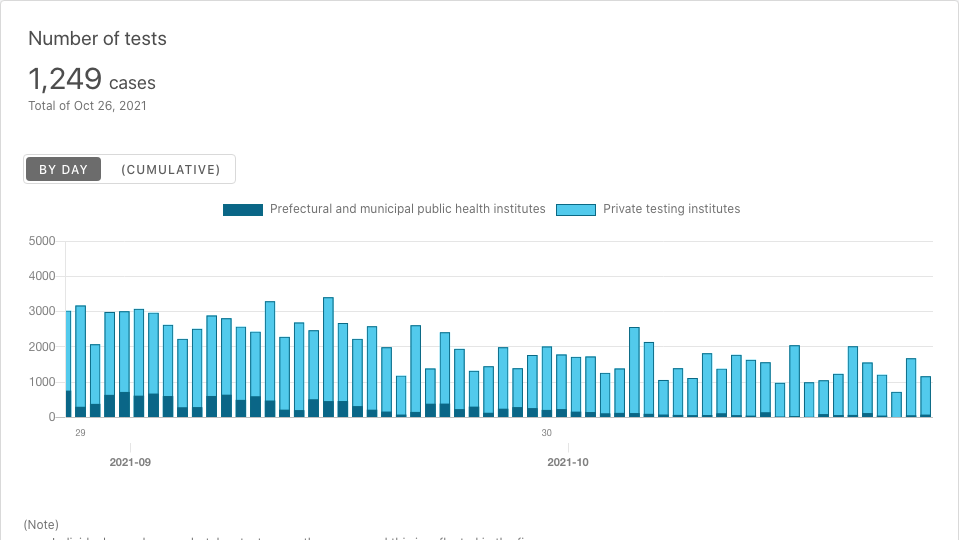 Number of tests
1,249 cases
Total of Oct 26, 2021
BY DAY (CUMULATIVE)
Prefectural and municipal public health institutes Private testing institutes
5000
4000
3000
2000
1000
0
29 30
2021-09 2021-10
(Note)